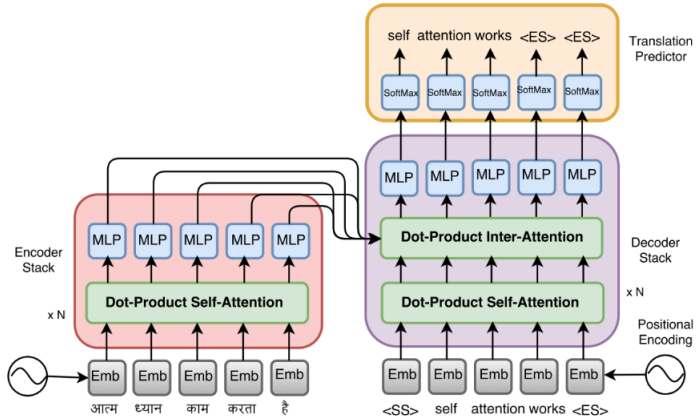 self attention works <ES> <ES>
Translation
Predictor
SoftMax SoftMax SoftMax SoftMax SoftMax
MLP MLP MLP MLP MLP
MLP MLP MLP MLP MLP
Dot-Product Inter-Attention
Encoder
Stack
Decoder
Stack
Dot-Product Self-Attention
Dot-Product Self-Attention
x N
x N
Positional
Encoding
Emb Emb Emb Emb Emb
Emb Emb Emb Emb Emb
आत्म ध्यान काम करता है
<SS> self attention works <ES>